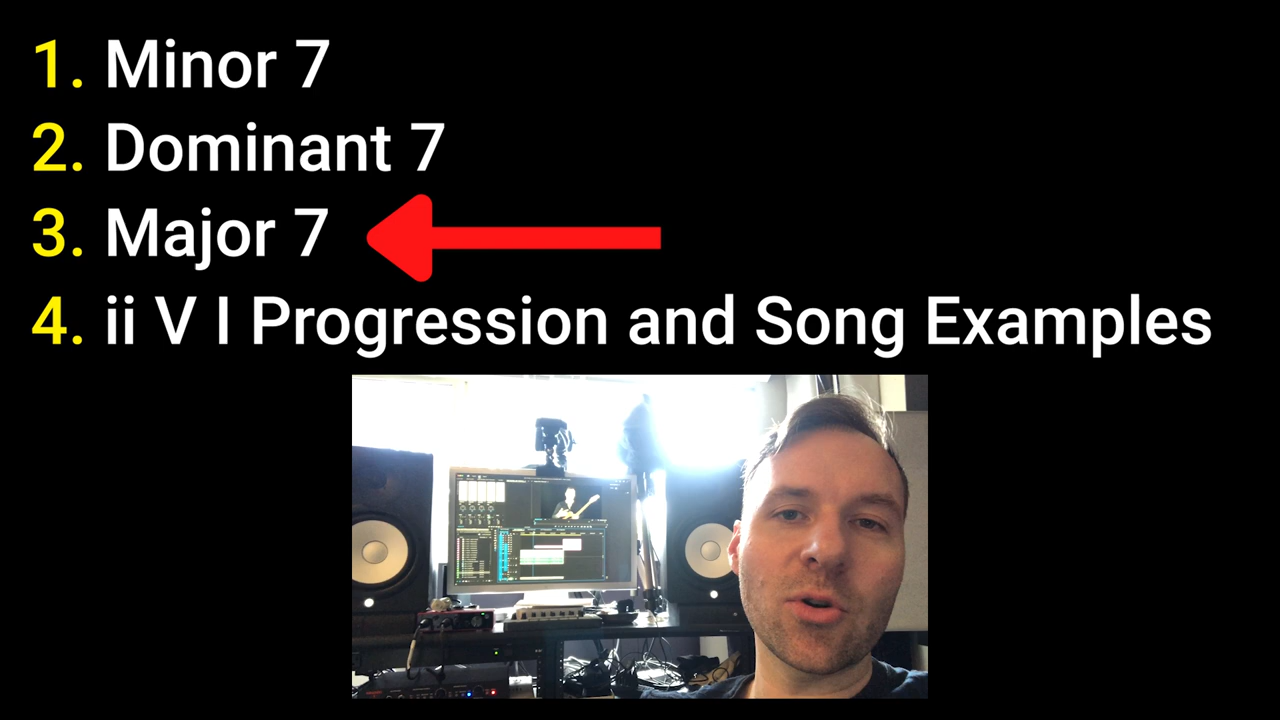 1. Minor 7
2. Dominant 7
3. Major 7
4. ii V I Progression and Song Examples